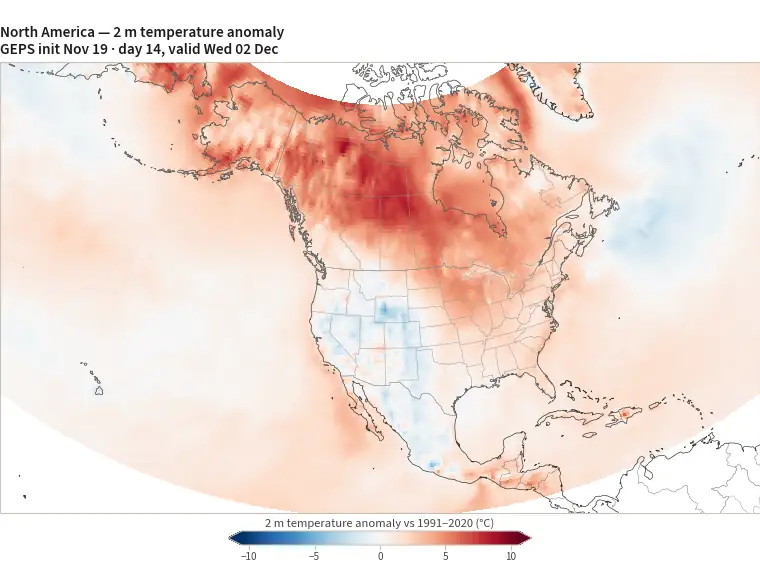 North America — 2 m temperature anomaly
GEPS init Nov 19 · day 14, valid Wed 02 Dec
2 m temperature anomaly vs 1991–2020 (°C)
−10 −5 0 5 10